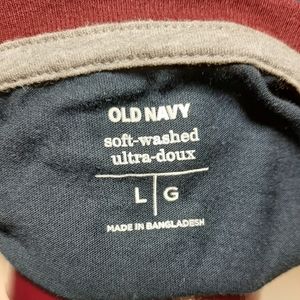 OLD NAVY
soft-washed
ultra-doux
L | G
MADE IN BANGLADESH